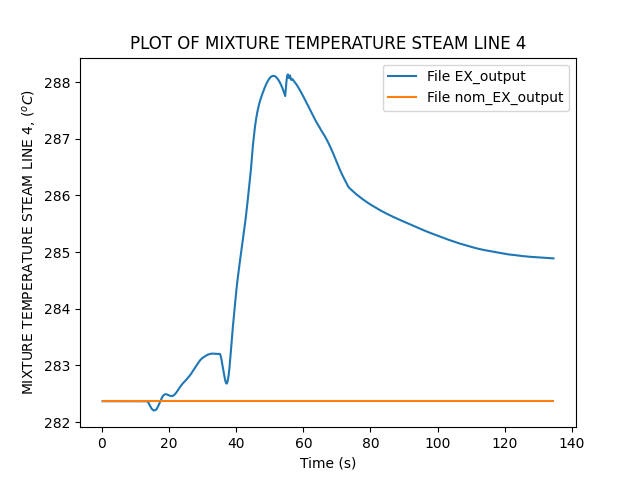 PLOT OF MIXTURE TEMPERATURE STEAM LINE 4
File EX_output
File nom_EX_output
MIXTURE TEMPERATURE STEAM LINE 4, (°C)
288
287
286
285
284
283
282
0 20 40 60 80 100 120 140
Time (s)